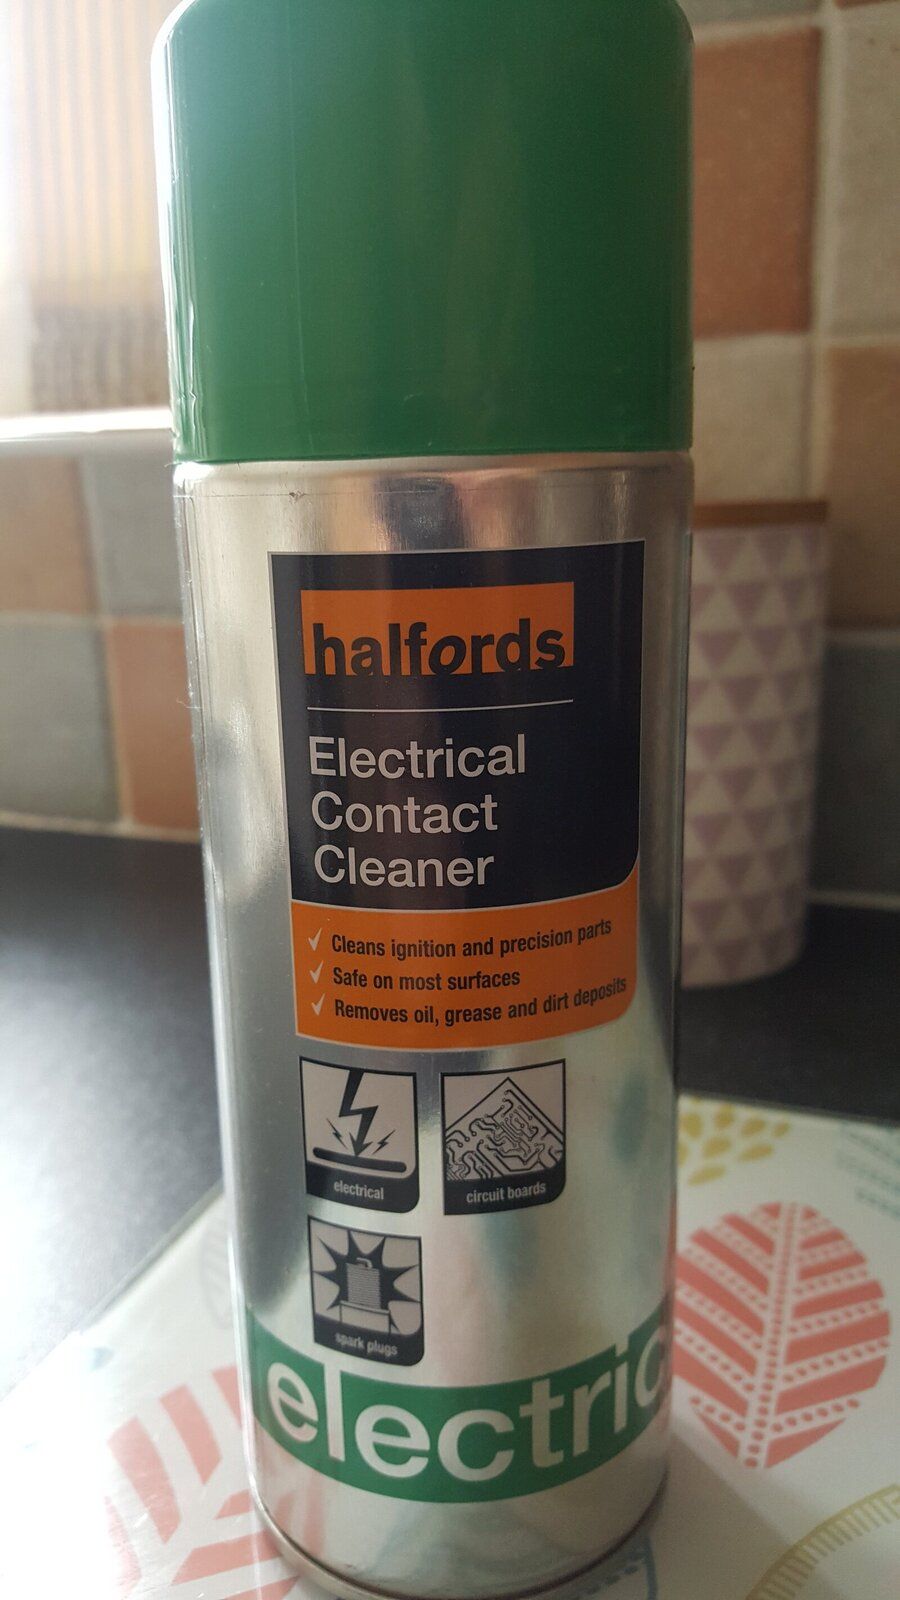 halfords
Electrical
Contact
Cleaner
Cleans ignition and precision parts
Safe on most surfaces
Removes oil, grease and dirt deposits
electrical
circuit boards
spark plugs
electric